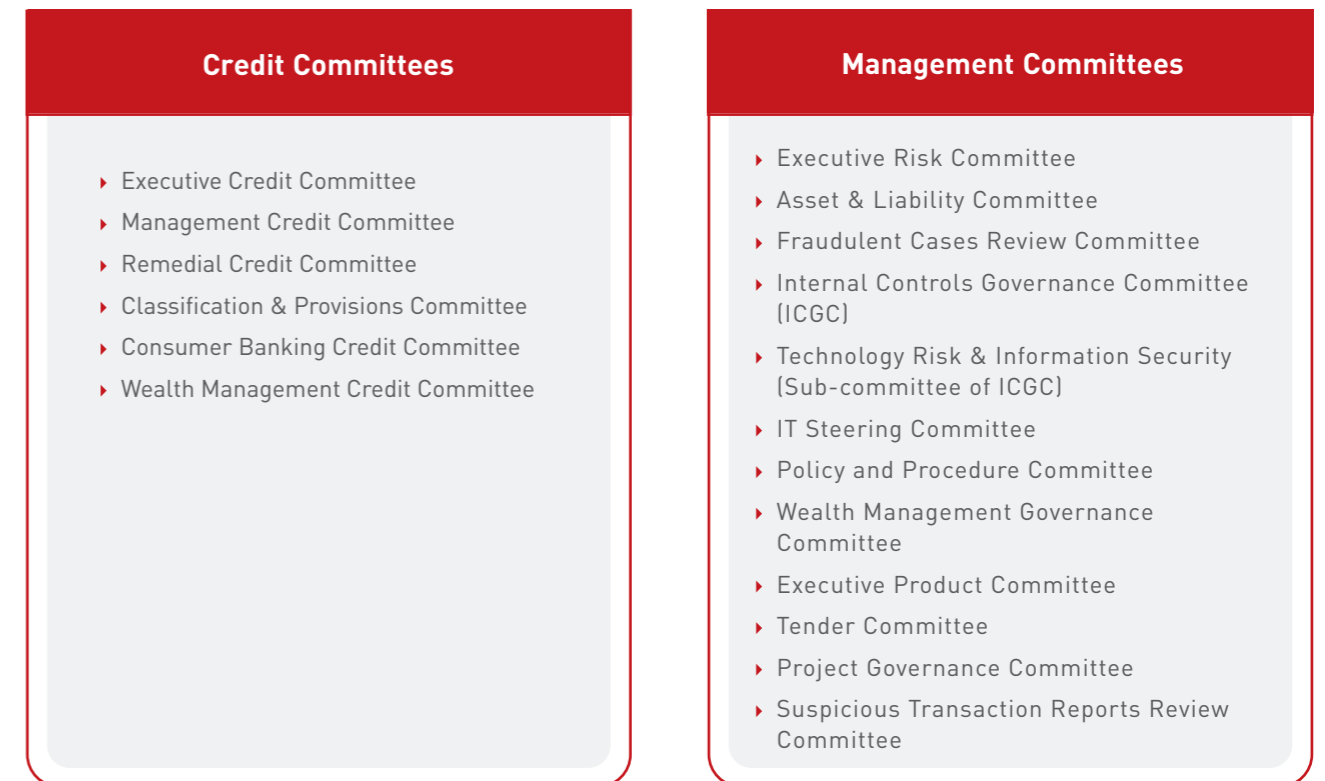 Credit Committees
Executive Credit Committee
Management Credit Committee
Remedial Credit Committee
Classification & Provisions Committee
Consumer Banking Credit Committee
Wealth Management Credit Committee
Management Committees
Executive Risk Committee
Asset & Liability Committee
Fraudulent Cases Review Committee
Internal Controls Governance Committee
(ICGC)
Technology Risk & Information Security
(Sub-committee of ICGC)
IT Steering Committee
Policy and Procedure Committee
Wealth Management Governance
Committee
Executive Product Committee
Tender Committee
Project Governance Committee
Suspicious Transaction Reports Review
Committee